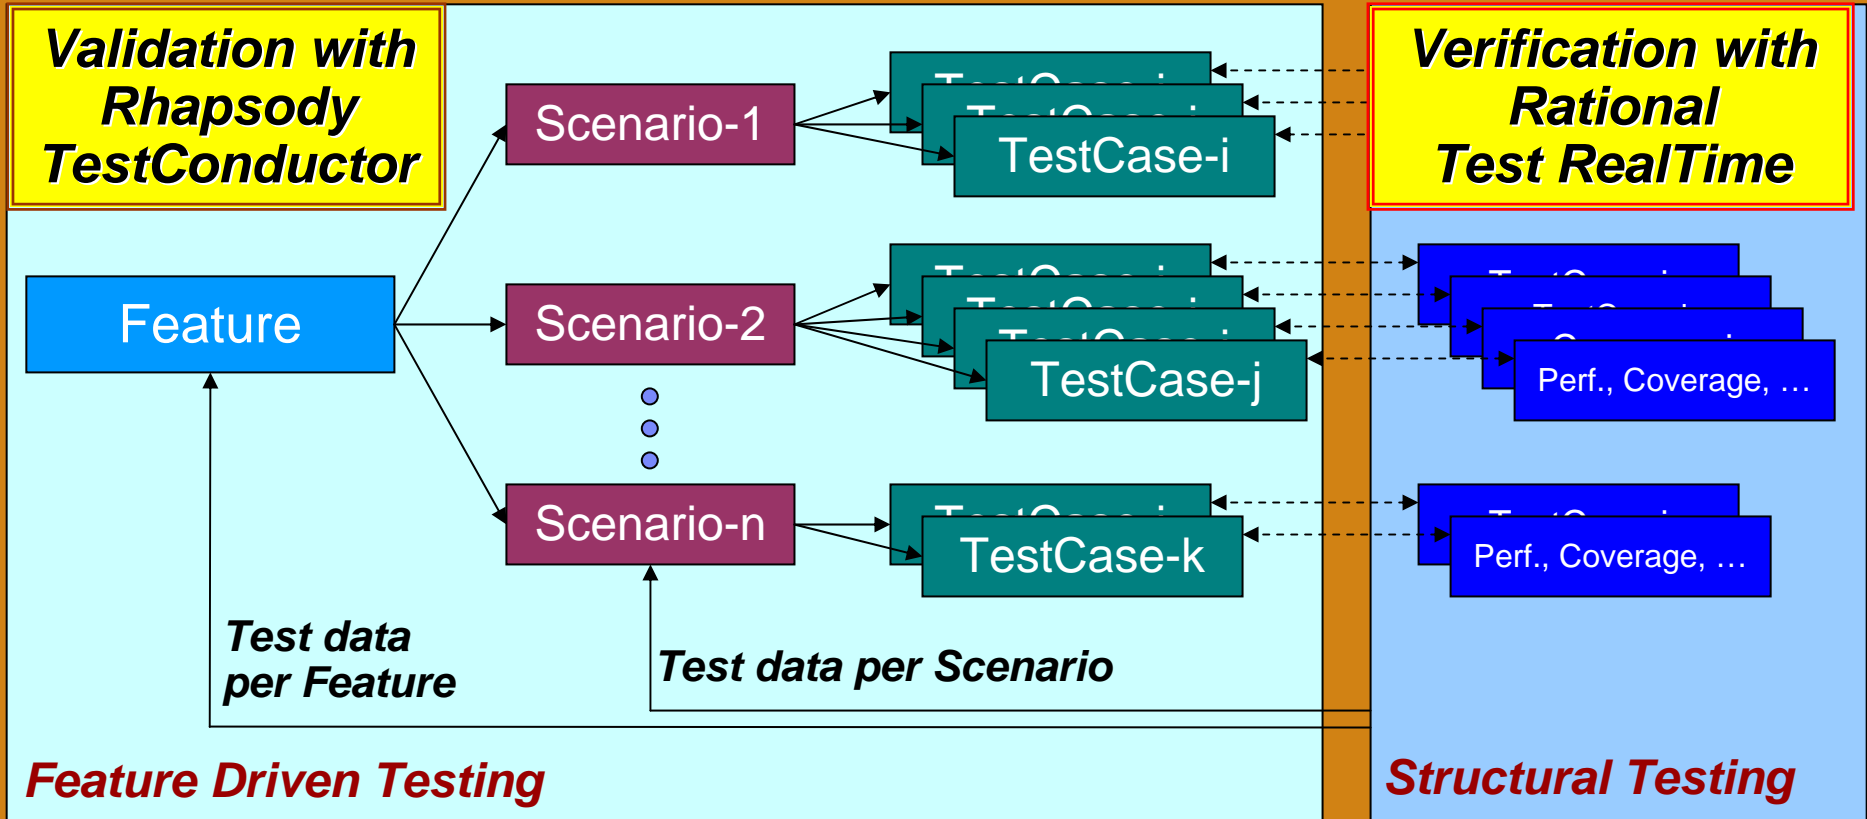 Validation with
Rhapsody
TestConductor
Verification with
Rational
Test RealTime
Scenario-1
TestCase-i
Feature
Scenario-2
TestCase-j
Perf., Coverage, …
Scenario-n
TestCase-k
Perf., Coverage, …
Test data
per Feature
Test data per Scenario
Feature Driven Testing
Structural Testing